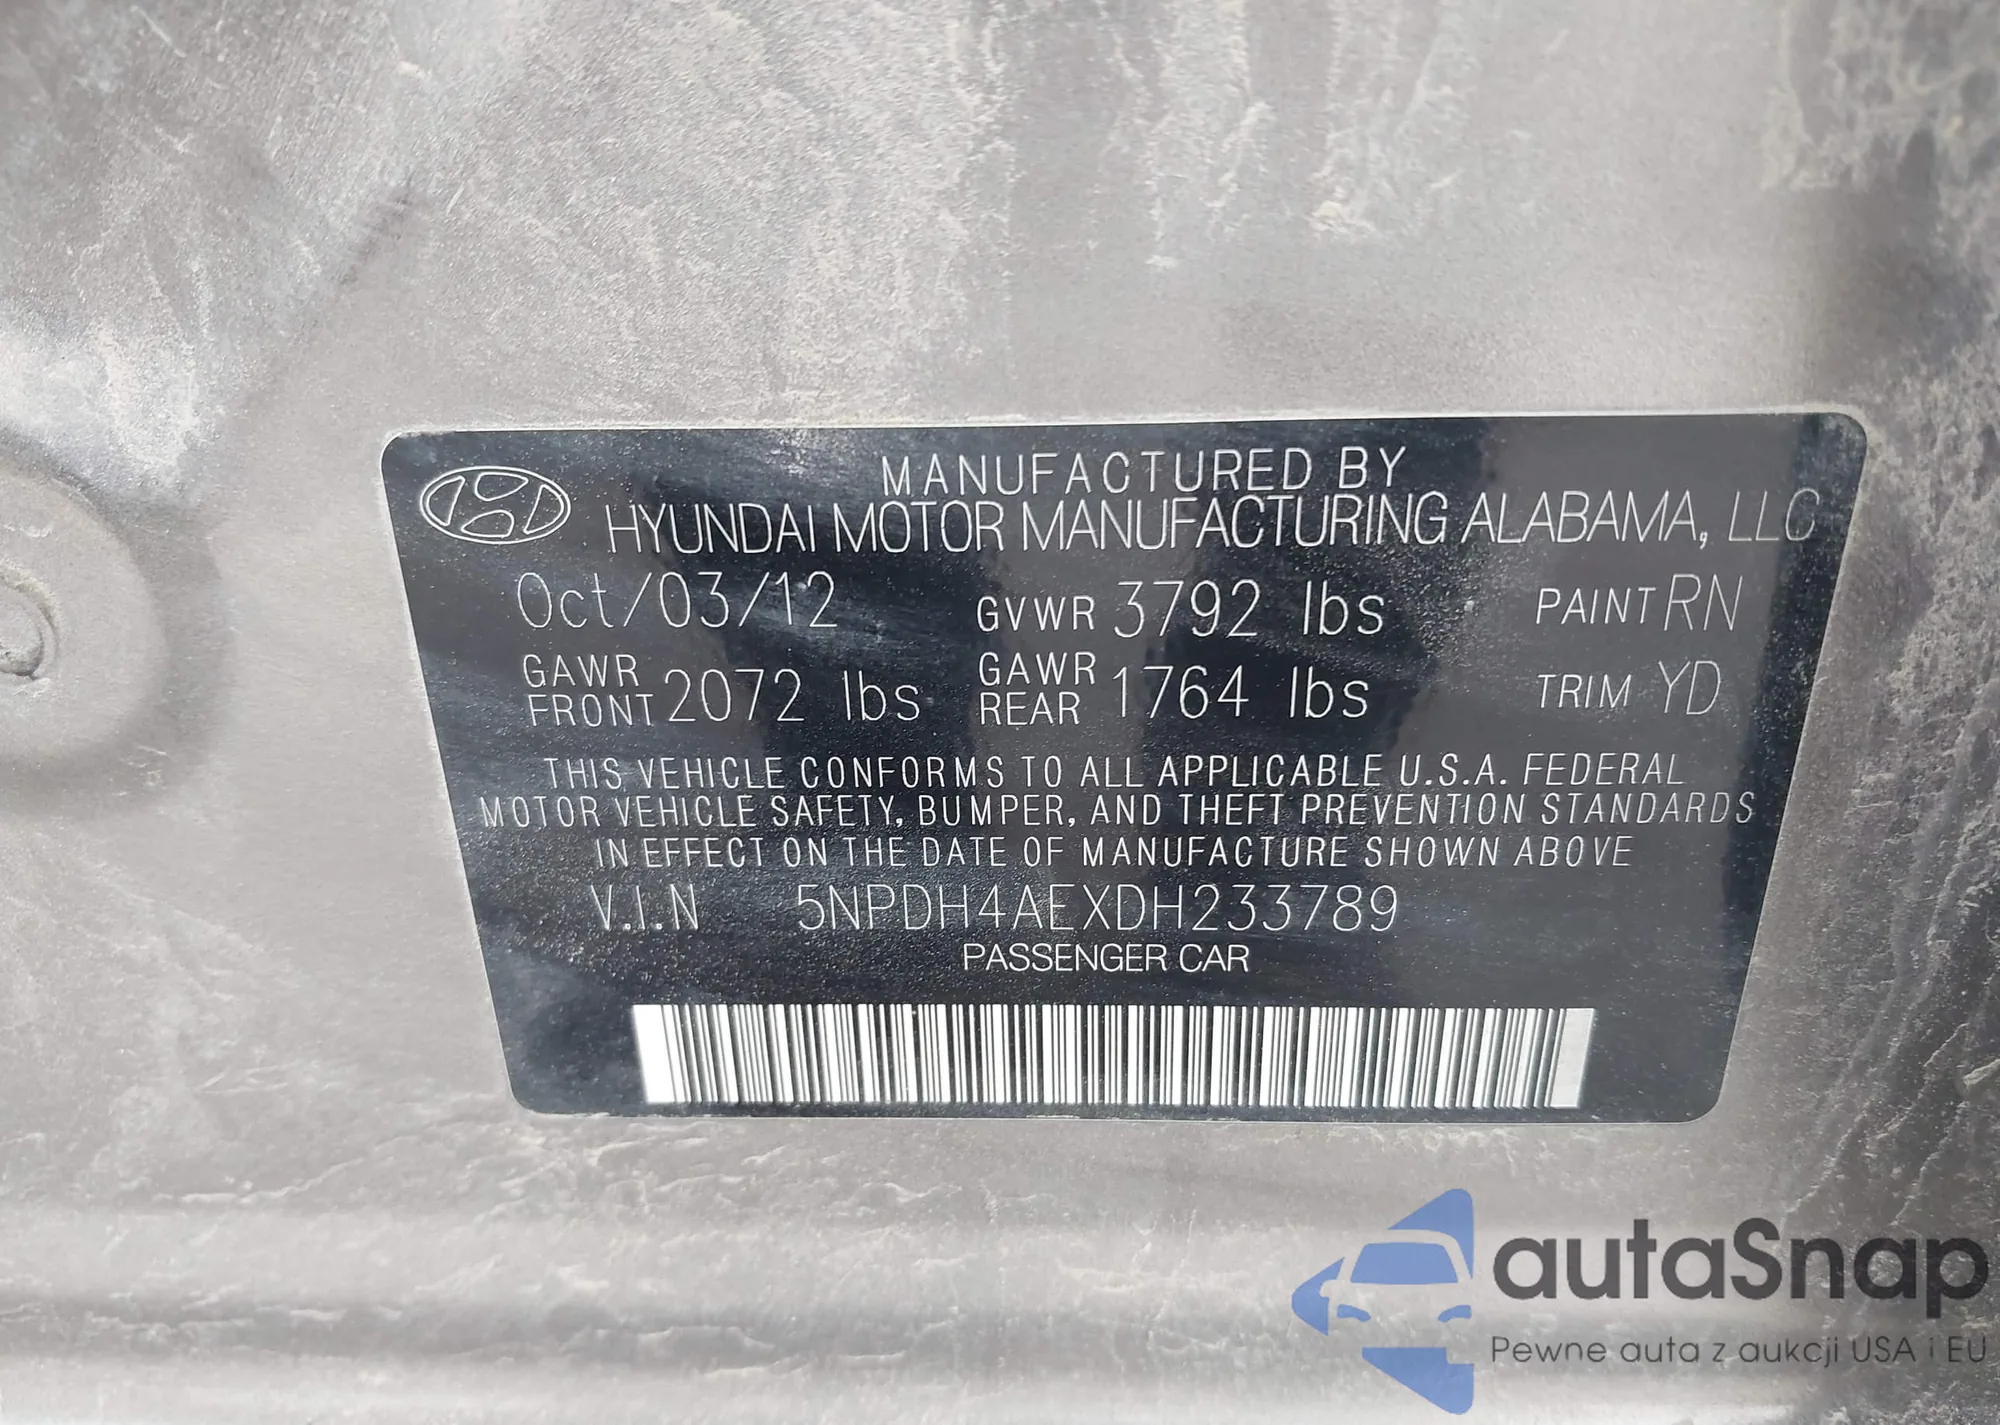 MANUFACTURED BY
HYUNDAI MOTOR MANUFACTURING ALABAMA, LLC
Oct/03/12 GVWR 3792 lbs PAINT RN
GAWR FRONT 2072 lbs GAWR REAR 1764 lbs TRIM YD
THIS VEHICLE CONFORMS TO ALL APPLICABLE U.S.A. FEDERAL
MOTOR VEHICLE SAFETY, BUMPER, AND THEFT PREVENTION STANDARDS
IN EFFECT ON THE DATE OF MANUFACTURE SHOWN ABOVE
V.I.N 5NPDH4AEXDH233789
PASSENGER CAR
autaSnap
Pewne auta z aukcji USA i EU